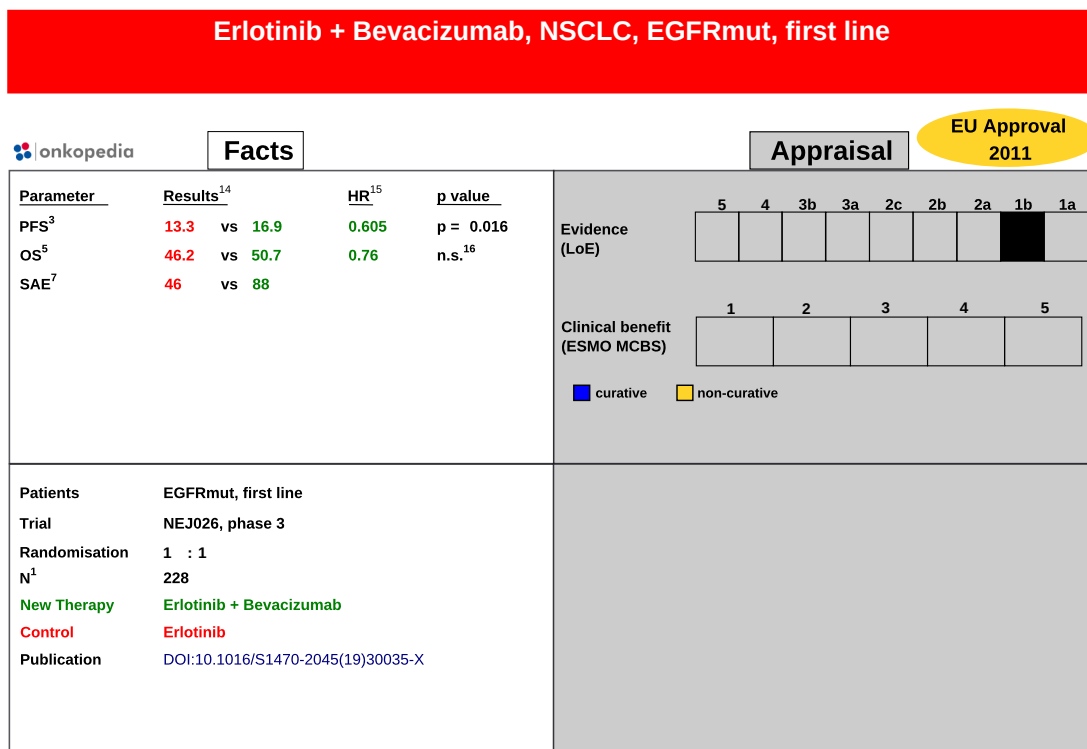 Erlotinib + Bevacizumab, NSCLC, EGFRmut, first line
onkopedia
Facts
Appraisal
EU Approval
2011
Parameter Results14 HR15 p value
PFS3 13.3 vs 16.9 0.605 p = 0.016
OS5 46.2 vs 50.7 0.76 n.s.16
SAE7 46 vs 88
5 4 3b 3a 2c 2b 2a 1b 1a
Evidence
(LoE)
1 2 3 4 5
Clinical benefit
(ESMO MCBS)
curative non-curative
Patients EGFRmut, first line
Trial NEJ026, phase 3
Randomisation 1 : 1
N1 228
New Therapy Erlotinib + Bevacizumab
Control Erlotinib
Publication DOI:10.1016/S1470-2045(19)30035-X